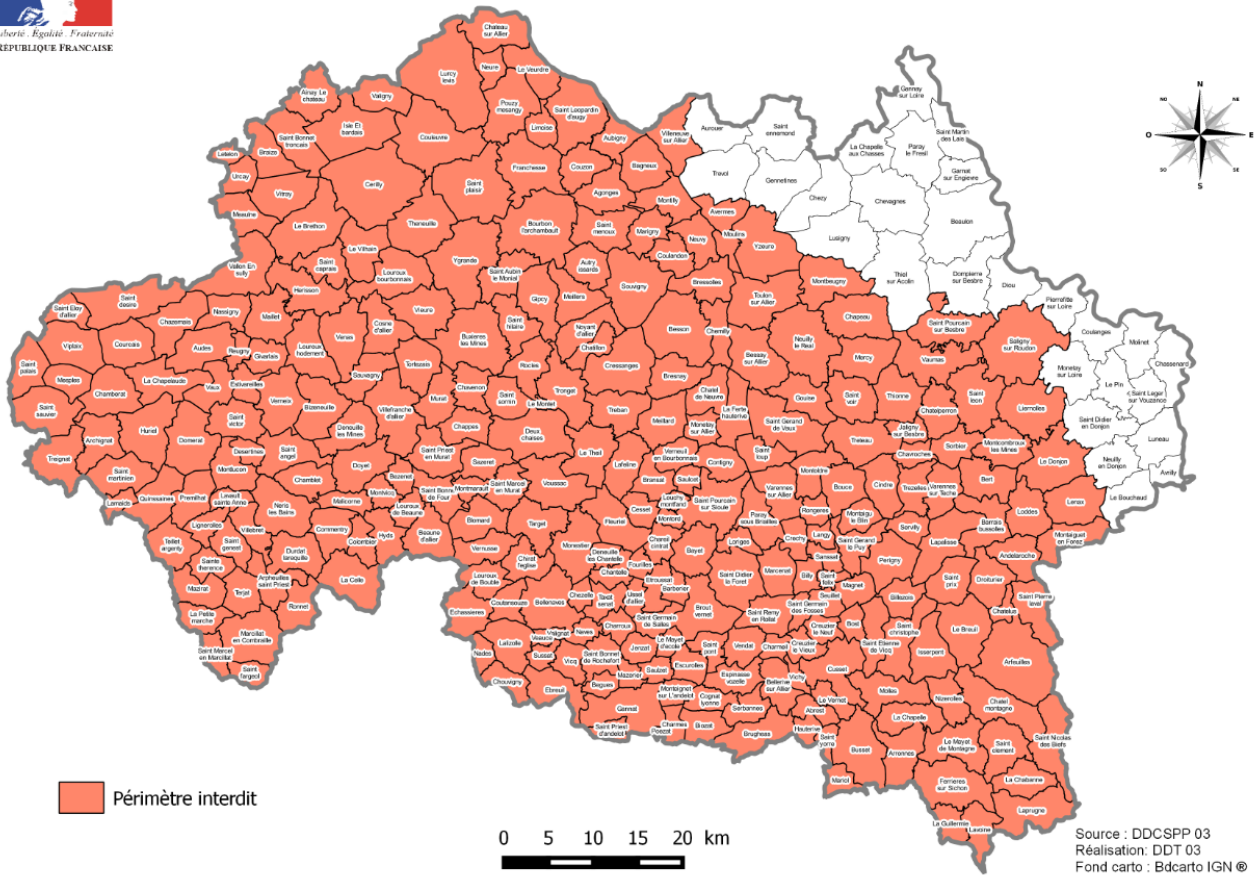 Liberté . Égalité . Fraternité
RÉPUBLIQUE FRANCAISE
Chateau
sur Allier
Neure
Le Veurdre
Lurcy
levis
Ainay Le
chateau
Valigny
Pouzy
mesangy
Saint Leopardin
d'augy
Limoise
Isle Et
bardais
Couleuvre
Saint Bonnet
troncais
Braize
Aubigny
Villeneuve
sur Allier
Aurouer
Saint
ennemond
Gannay
sur Loire
Saint Martin
des Lais
La Chapelle
aux Chasses
Paray
le Fresil
Garnat
sur Engievre
Urcay
Franchesse
Couzon
Bagneux
Trevol
Gennetines
Cerilly
Saint
plaisir
Vitray
Agonges
Montilly
Chezy
Chevagnes
Beaulon
Meaulne
Le Brethon
Theneuille
Bourbon
l'archambault
Saint
menoux
Marigny
Avermes
Moulins
Neuvy
Yzeure
Lusigny
Coulandon
Le Vilhain
Vallon En
sully
Saint
caprais
Louroux
bourbonnais
Ygrande
Saint Aubin
le Monial
Autry
issards
Souvigny
Bressolles
Toulon
sur Allier
Montbeugny
Thiel
sur Acolin
Dompierre
sur Besbre
Diou
Pierrefitte
sur Loire
Herisson
Gipcy
Meillers
Saint Eloy
d'allier
Saint
desire
Chazemais
Nassigny
Maillet
Cosne
d'allier
Vieure
Buxieres
les Mines
Saint
hilaire
Noyant
d'allier
Chatillon
Besson
Chemilly
Neuilly
le Real
Chapeau
Saint Pourcain
sur Besbre
Saligny
sur Roudon
Coulanges
Molinet
Chassenard
Viplaix
Courcais
Audes
Reugny
Givarlais
Louroux
hodement
Venas
Sauvagny
Tortezais
Rocles
Cressanges
Bresnay
Bessay
sur Allier
Mercy
Vaumas
Monetay
sur Loire
Le Pin
Saint Leger
sur Vouzance
Saint
palais
Mesples
Chamberat
La Chapelaude
Vaux
Estivareilles
Verneix
Bizeneuille
Villefranche
d'allier
Murat
Chavenon
Saint
sornin
Le Montet
Tronget
Treban
Chatel
de Neuvre
La Ferte
Hauterive
Gouise
Saint
voir
Thionne
Chateperron
Saint
leon
Liernolles
Saint Didier
en Donjon
Luneau
Saint
sauvier
Archignat
Huriel
Domerat
Saint
victor
Desertines
Saint
angel
Deneuille
les Mines
Chappes
Deux
chaises
Meillard
Monetay
sur Allier
Saint Gerand
de Vaux
Treteau
Jaligny
sur Besbre
Chavroches
Sorbier
Montcombroux
les Mines
Le Donjon
Neuilly
en Donjon
Avrilly
Le Bouchaud
Treignat
Saint
martinien
Montlucon
Chamblet
Doyet
Bezenet
Saint Priest
en Murat
Sazeret
Saint Marcel
en Murat
Voussac
Le Theil
Lafeline
Verneuil
en Bourbonnais
Contigny
Saint
loup
Montoldre
Cindre
Trezelles
Varennes
sur Teche
Bert
Lenax
Lamaids
Quinssaines
Premilhat
Lavault
sainte Anne
Neris
les Bains
Malicorne
Montvicq
Louroux
de Beaune
Saint Bonnet
de Four
Montmarault
Bransat
Saulcet
Louchy
montfand
Saint Pourcain
sur Sioule
Varennes
sur Allier
Bouce
Montaigu
le Blin
Rongeres
Loddes
Montaiguet
en Forez
Lignerolles
Villebret
Commentry
Hyds
Colombier
Beaune
d'allier
Blomard
Target
Fleuriel
Cesset
Montord
Paray
sous Briailles
Crechy
Langy
Servilly
Lapalisse
Barrais
bussolles
Andelaroche
Teillet
argenty
Saint
genest
Sainte
therence
Durdat
larequille
La Celle
Vernusse
Chirat
l'eglise
Monestier
Deneuille
les Chantelle
Chareil
cintrat
Bayet
Loriges
Marcenat
Sanssat
Saint Gerand
le Puy
Perigny
Mazirat
Terjat
Arpheuilles
saint Priest
Ronnet
Louroux
de Bouble
Chantelle
Fourilles
Etroussat
Barberier
Saint Didier
la Foret
Billy
Saint
felix
Magnet
Saint
prix
Droiturier
Saint Pierre
laval
La Petite
marche
Marcillat
en Combraille
Saint Marcel
en Marcillat
Saint
fargeol
Echassieres
Coutansouze
Bellenaves
Chezelle
Taxat
senat
Ussel
d'allier
Saint Germain
de Salles
Brout
vernet
Saint Remy
en Rollat
Saint Germain
des Fosses
Seuillet
Billezois
Chatelus
Nades
Lalizolle
Veauce
Valignat
Naves
Charroux
Jenzat
Le Mayet
d'ecole
Saint
pont
Vendat
Charmeil
Creuzier
le Neuf
Creuzier
le Vieux
Bost
Saint Etienne
de Vicq
Saint
christophe
Isserpent
Le Breuil
Arfeuilles
Sussat
Vicq
Saint Bonnet
de Rochefort
Mazerier
Saulzet
Escurolles
Espinasse
vozelle
Bellerive
sur Allier
Vichy
Cusset
Chouvigny
Ebreuil
Begues
Gannat
Montaignet
sur L'andelot
Cognat
lyonne
Serbannes
Abrest
Le Vernet
Molles
Nizerolles
Chatel
montagne
Saint Priest
d'andelot
Charmes
Poezat
Biozat
Brugheas
Hauterive
Saint
yorre
Busset
La Chapelle
Arronnes
Le Mayet
de Montagne
Saint
clement
Saint Nicolas
des Biefs
Mariol
Ferrieres
sur Sichon
La Chabanne
Laprugne
La Guillermie
Lavoine
N
NO
NE
O
E
SO
SE
S
Périmètre interdit
0 5 10 15 20 km
Source : DDCSPP 03
Réalisation: DDT 03
Fond carto : Bdcarto IGN ®